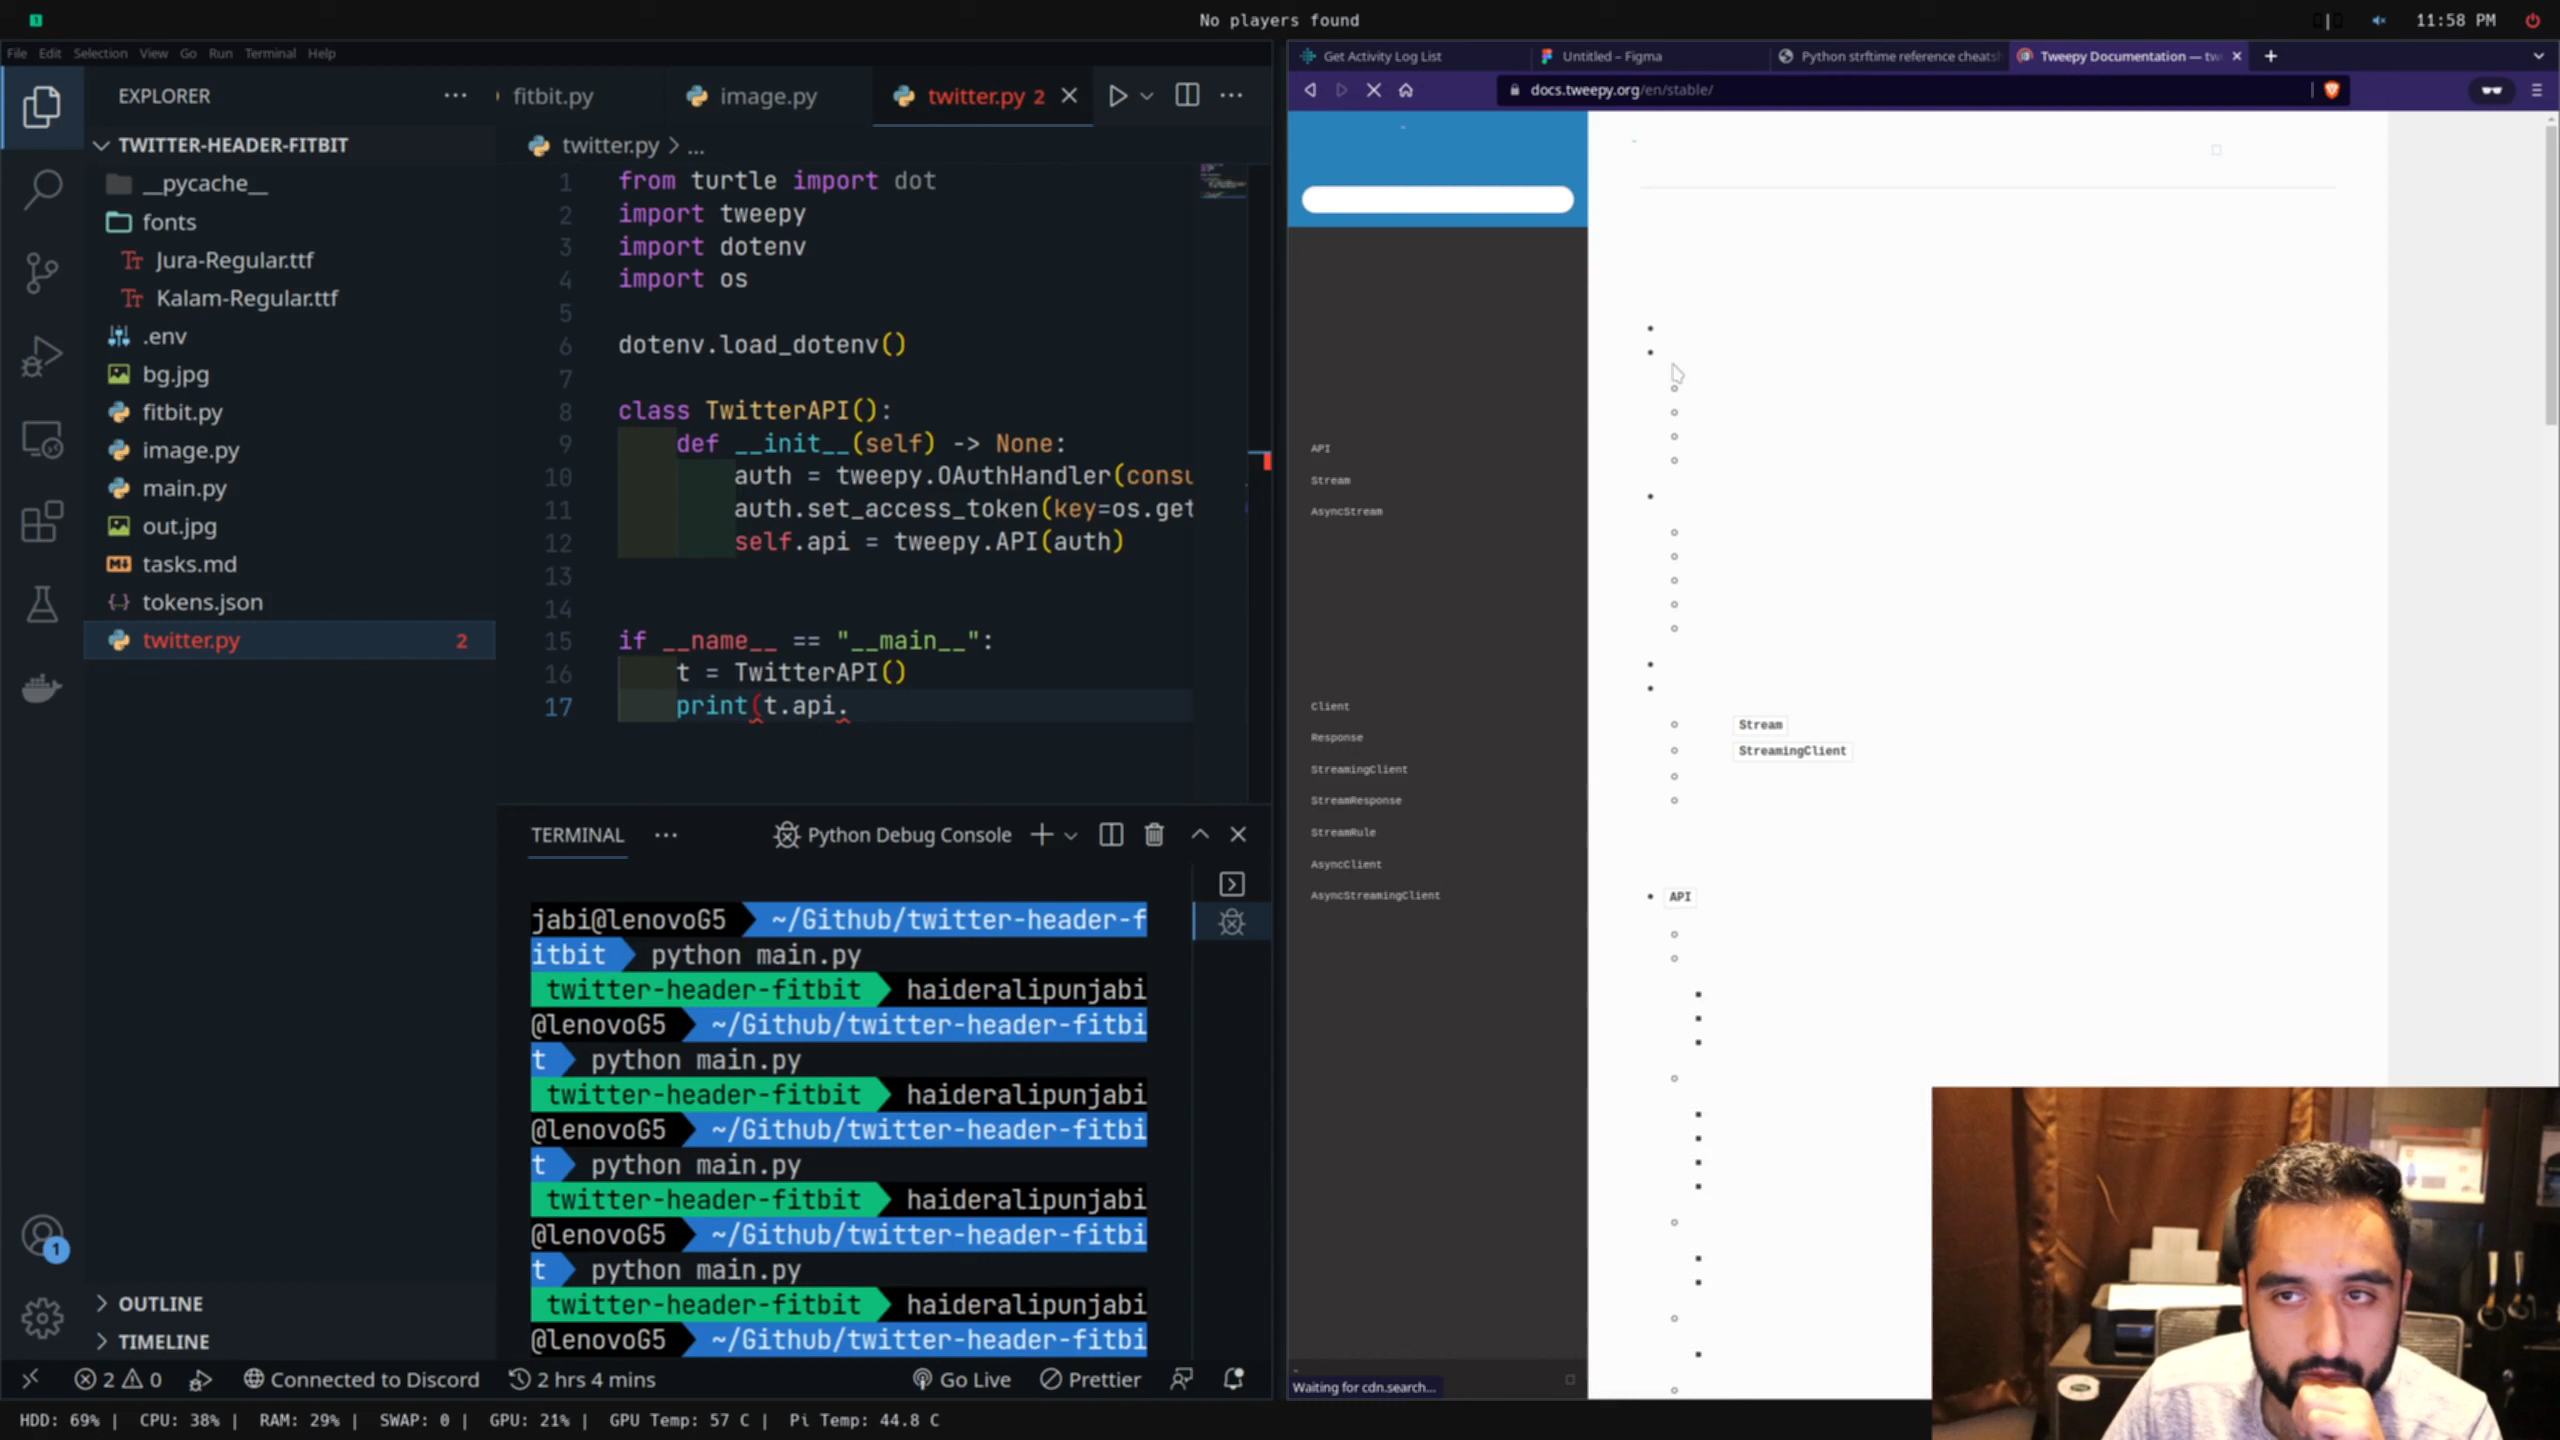 No players found
11:58 PM
File Edit Selection View Go Run Terminal Help
EXPLORER
TWITTER-HEADER-FITBIT
__pycache__
fonts
Jura-Regular.ttf
Kalam-Regular.ttf
.env
bg.jpg
fitbit.py
image.py
main.py
out.jpg
tasks.md
tokens.json
twitter.py 2
OUTLINE
TIMELINE
fitbit.py image.py twitter.py 2
twitter.py > ...
1 from turtle import dot
2 import tweepy
3 import dotenv
4 import os
5
6 dotenv.load_dotenv()
7
8 class TwitterAPI():
9 def __init__(self) -> None:
10 auth = tweepy.OAuthHandler(consu
11 auth.set_access_token(key=os.get
12 self.api = tweepy.API(auth)
13
14
15 if __name__ == "__main__":
16 t = TwitterAPI()
17 print(t.api.
TERMINAL ... Python Debug Console
jabi@lenovoG5 ~/Github/twitter-header-f
itbit python main.py
twitter-header-fitbit haideralipunjabi
@lenovoG5 ~/Github/twitter-header-fitbi
t python main.py
twitter-header-fitbit haideralipunjabi
@lenovoG5 ~/Github/twitter-header-fitbi
t python main.py
twitter-header-fitbit haideralipunjabi
@lenovoG5 ~/Github/twitter-header-fitbi
t python main.py
twitter-header-fitbit haideralipunjabi
@lenovoG5 ~/Github/twitter-header-fitbi
1
2 0 Connected to Discord 2 hrs 4 mins Go Live Prettier
HDD: 69% | CPU: 38% | RAM: 29% | SWAP: 0 | GPU: 21% | GPU Temp: 57 C | Pi Temp: 44.8 C
Get Activity Log List Untitled – Figma Python strftime reference cheats Tweepy Documentation — tw
docs.tweepy.org/en/stable/
API
Stream
AsyncStream
Client
Response
StreamingClient
StreamResponse
StreamRule
AsyncClient
AsyncStreamingClient
Stream
StreamingClient
API
Waiting for cdn.search...